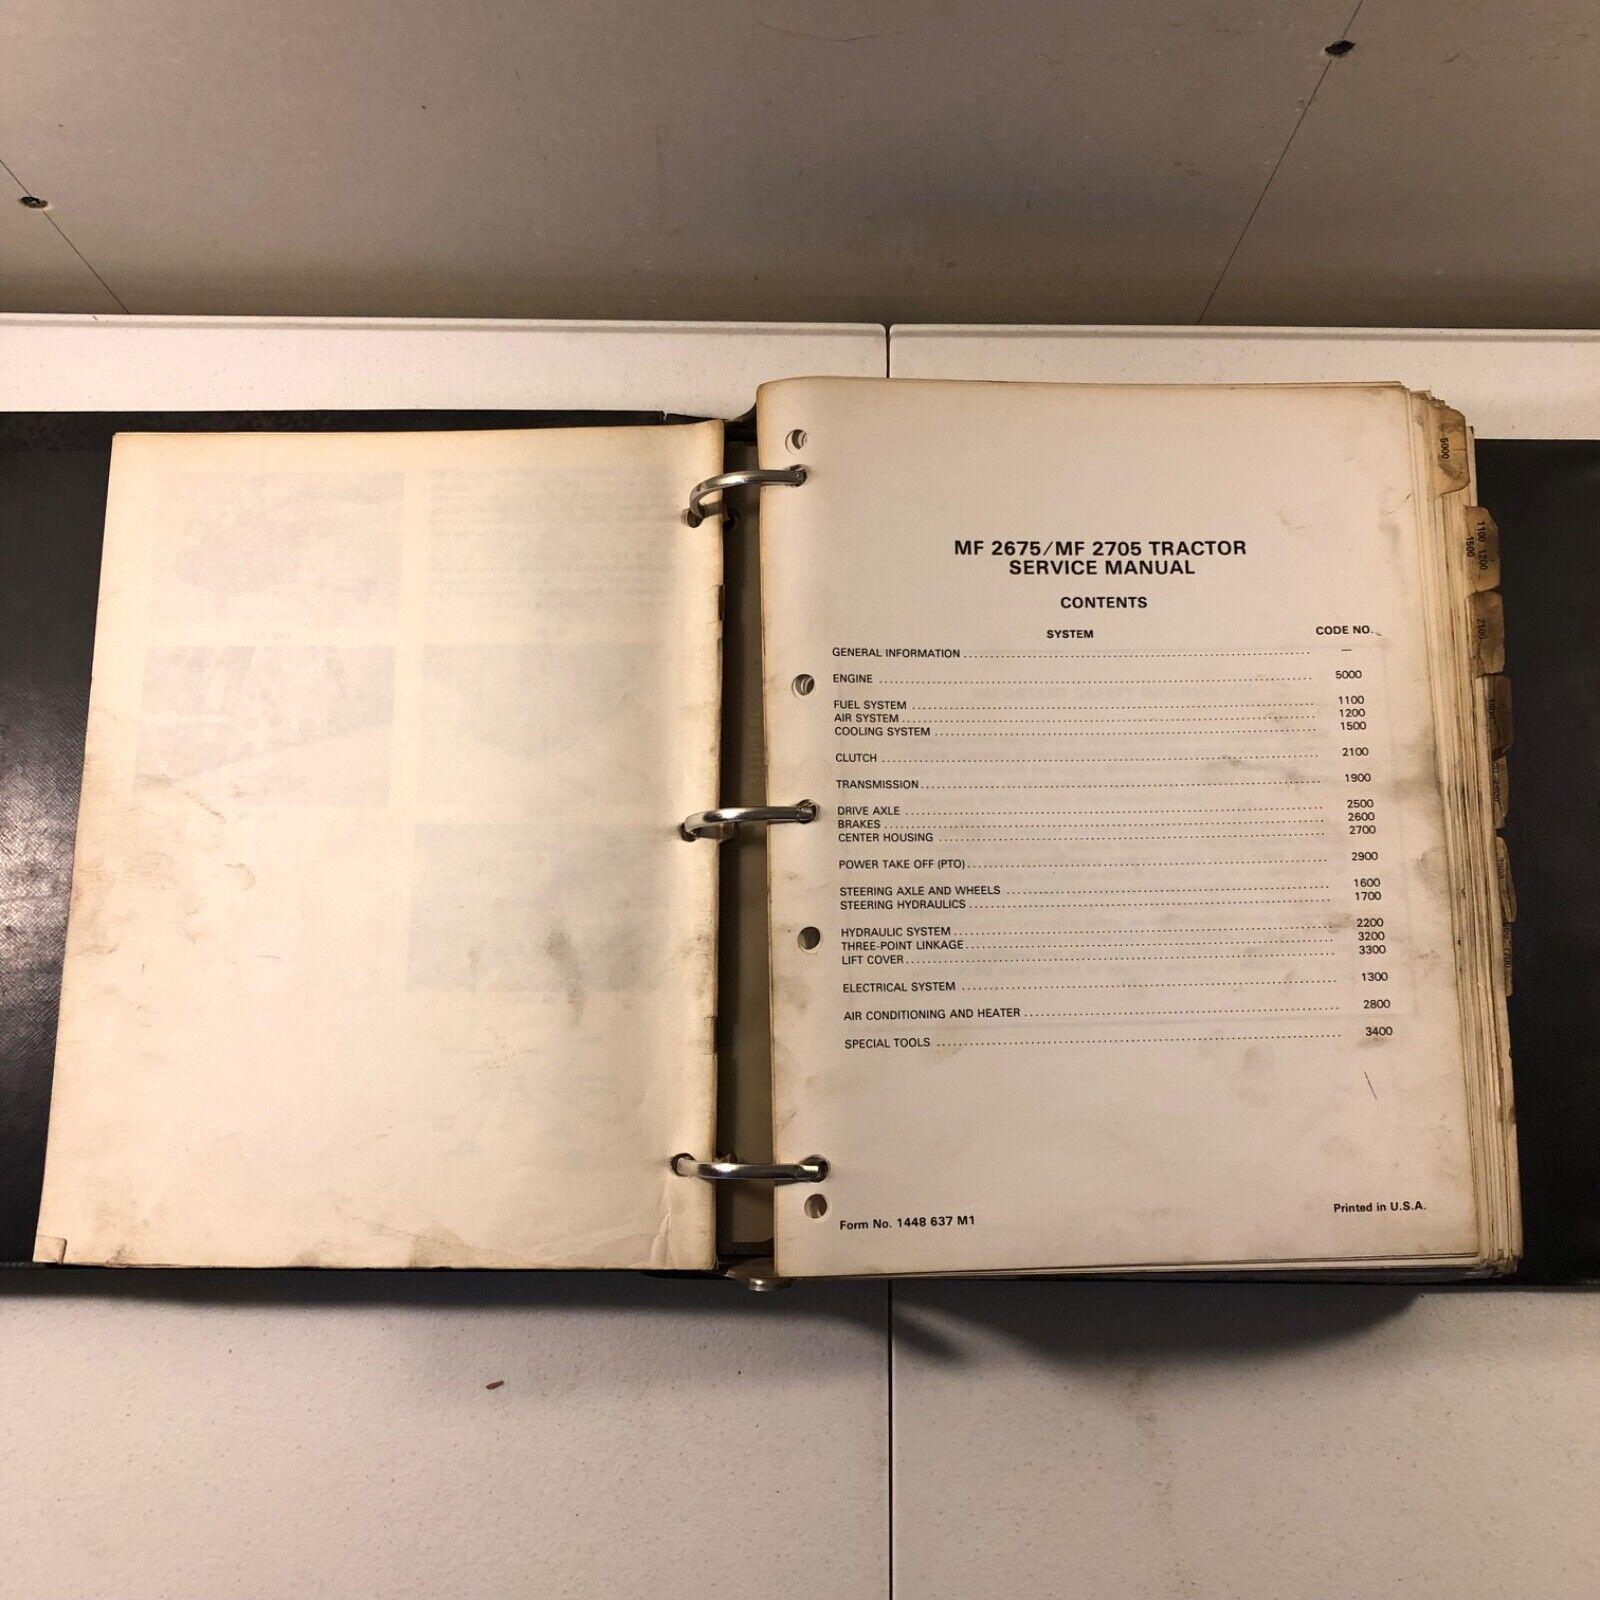 MF 2675/MF 2705 TRACTOR
SERVICE MANUAL
CONTENTS
SYSTEM CODE NO.
GENERAL INFORMATION —
ENGINE 5000
FUEL SYSTEM 1100
AIR SYSTEM 1200
COOLING SYSTEM 1500
CLUTCH 2100
TRANSMISSION 1900
DRIVE AXLE 2500
BRAKES 2600
CENTER HOUSING 2700
POWER TAKE OFF (PTO) 2900
STEERING AXLE AND WHEELS 1600
STEERING HYDRAULICS 1700
HYDRAULIC SYSTEM 2200
THREE-POINT LINKAGE 3200
LIFT COVER 3300
ELECTRICAL SYSTEM 1300
AIR CONDITIONING AND HEATER 2800
SPECIAL TOOLS 3400
Form No. 1448 637 M1
Printed in U.S.A.
5000
1100 1200
1500
2100